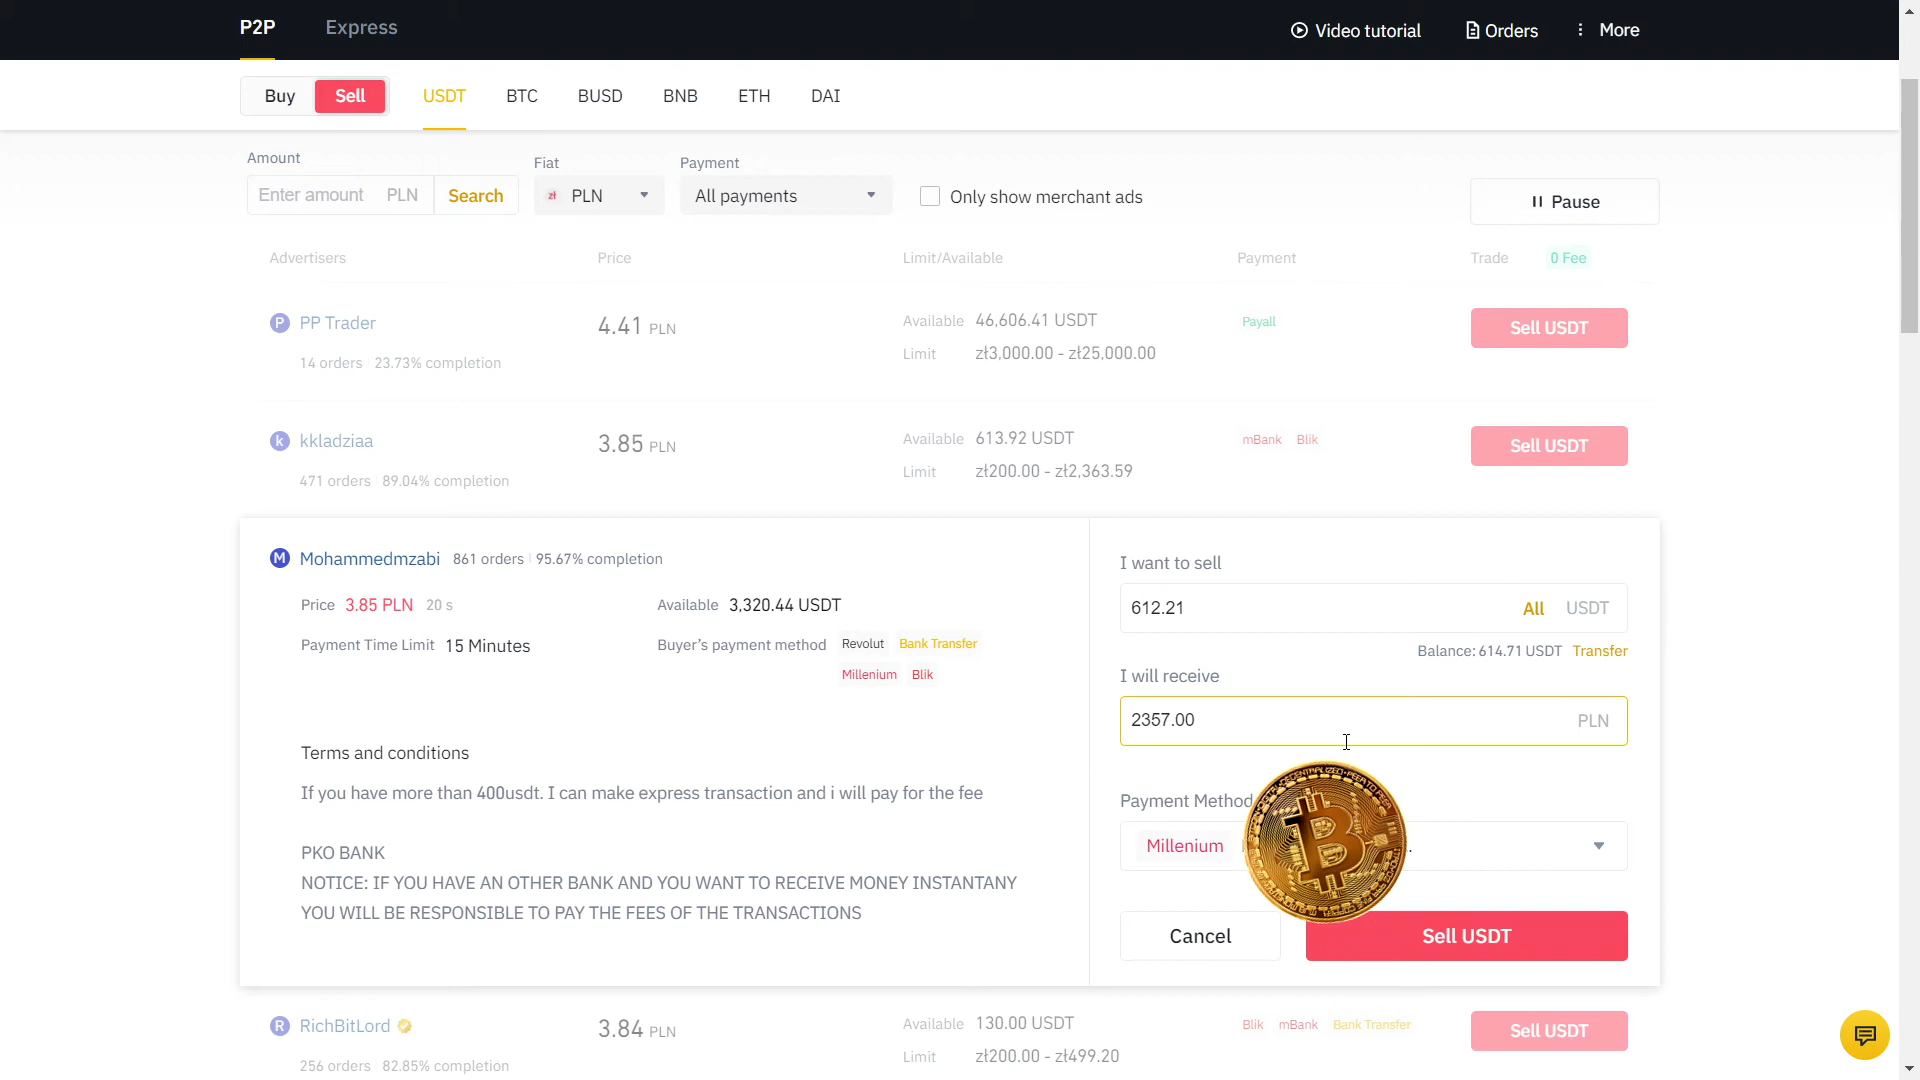 P2P Express Video tutorial Orders More
Buy Sell USDT BTC BUSD BNB ETH DAI
Amount Fiat Payment
Enter amount PLN Search zł PLN All payments Only show merchant ads Pause
Advertisers Price Limit/Available Payment Trade 0 Fee
P PP Trader 4.41 PLN Available 46,606.41 USDT Payall Sell USDT
14 orders 23.73% completion Limit zł3,000.00 - zł25,000.00
k kkladziaa 3.85 PLN Available 613.92 USDT mBank Blik Sell USDT
471 orders 89.04% completion Limit zł200.00 - zł2,363.59
M Mohammedmzabi 861 orders 95.67% completion
Price 3.85 PLN 20 s Available 3,320.44 USDT
Payment Time Limit 15 Minutes Buyer's payment method Revolut Bank Transfer
Millenium Blik
Terms and conditions
If you have more than 400usdt. I can make express transaction and i will pay for the fee
PKO BANK
NOTICE: IF YOU HAVE AN OTHER BANK AND YOU WANT TO RECEIVE MONEY INSTANTANY
YOU WILL BE RESPONSIBLE TO PAY THE FEES OF THE TRANSACTIONS
I want to sell
612.21 All USDT
Balance: 614.71 USDT Transfer
I will receive
2357.00 PLN
Payment Method
Millenium
Cancel Sell USDT
R RichBitLord 3.84 PLN Available 130.00 USDT Blik mBank Bank Transfer Sell USDT
256 orders 82.85% completion Limit zł200.00 - zł499.20